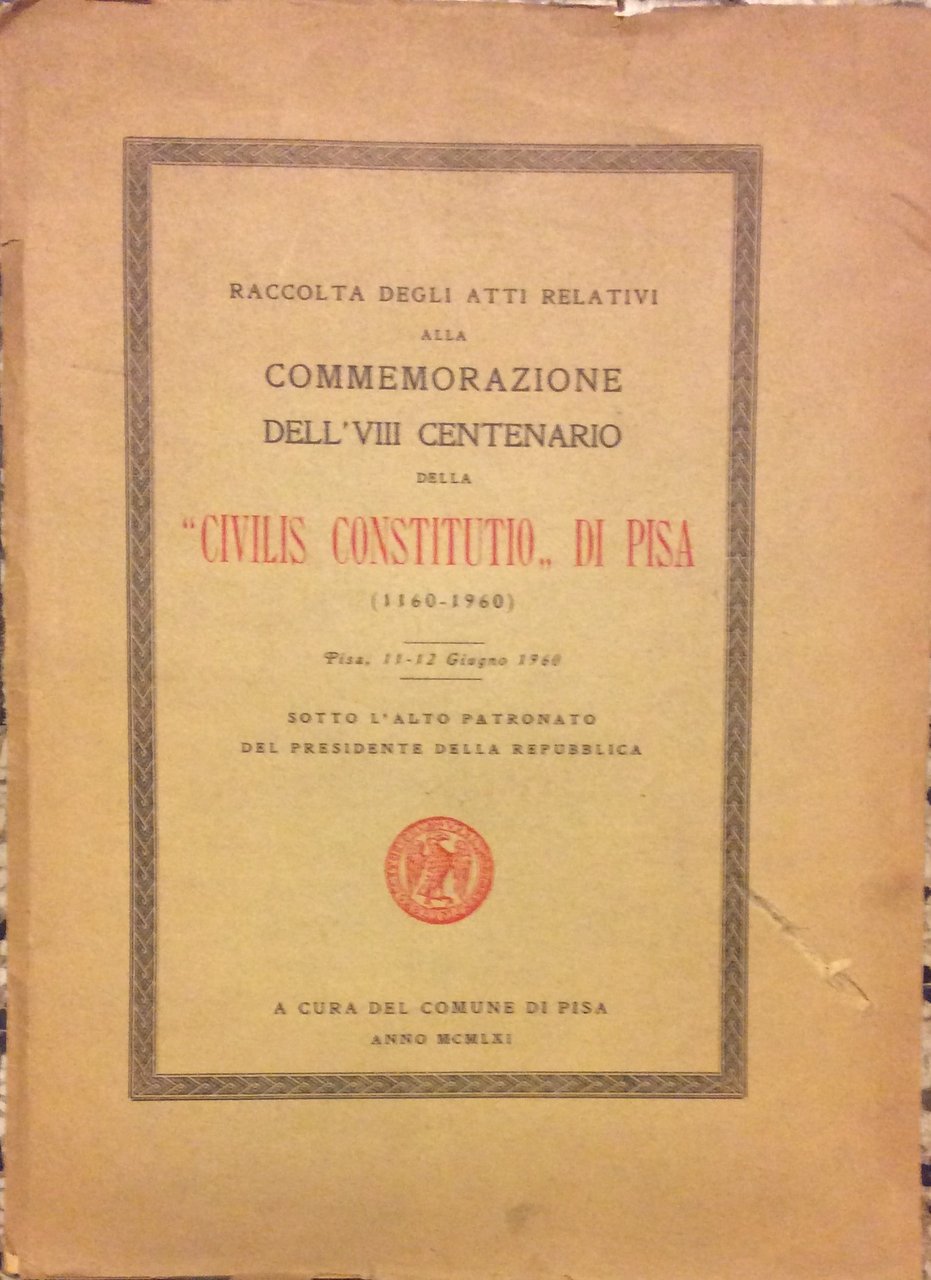 RACCOLTA DEGLI ATTI RELATIVI
ALLA
COMMEMORAZIONE
DELL'VIII CENTENARIO
DELLA
“CIVILIS CONSTITUTIO„ DI PISA
(1160-1960)
Pisa, 11-12 Giugno 1960
SOTTO L'ALTO PATRONATO
DEL PRESIDENTE DELLA REPUBBLICA
A CURA DEL COMUNE DI PISA
ANNO MCMLXI